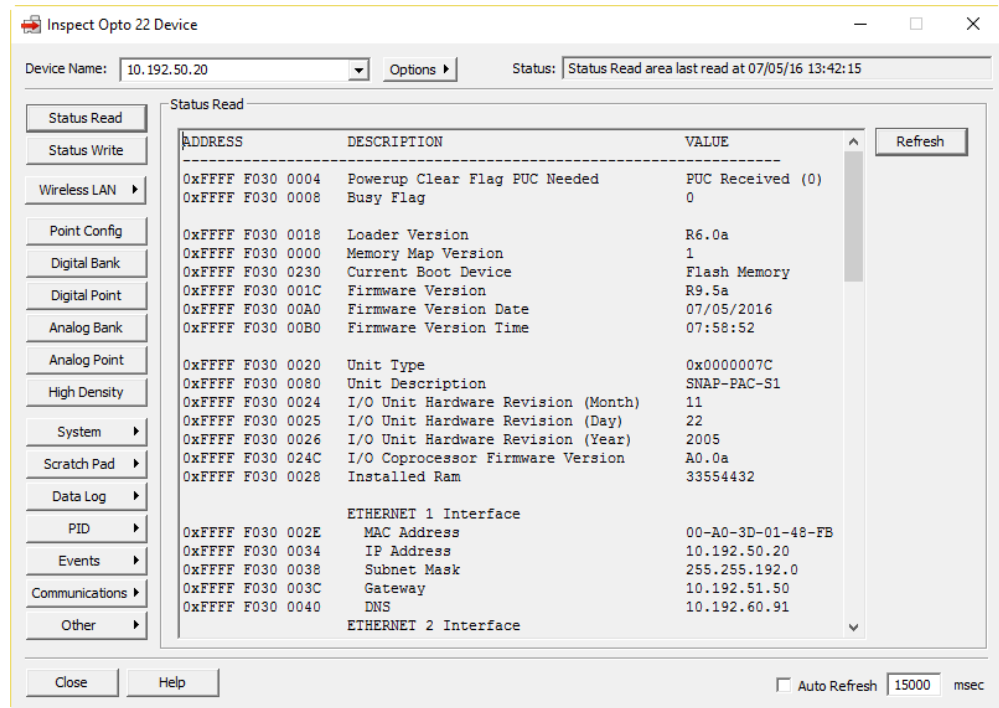 Inspect Opto 22 Device
Device Name: 10.192.50.20 Options Status: Status Read area last read at 07/05/16 13:42:15
Status Read
Status Write
Wireless LAN
Point Config
Digital Bank
Digital Point
Analog Bank
Analog Point
High Density
System
Scratch Pad
Data Log
PID
Events
Communications
Other
Status Read
Refresh
ADDRESS DESCRIPTION VALUE
--------------------------------------------------------------------------
0xFFFF F030 0004 Powerup Clear Flag PUC Needed PUC Received (0)
0xFFFF F030 0008 Busy Flag 0
0xFFFF F030 0018 Loader Version R6.0a
0xFFFF F030 0000 Memory Map Version 1
0xFFFF F030 0230 Current Boot Device Flash Memory
0xFFFF F030 001C Firmware Version R9.5a
0xFFFF F030 00A0 Firmware Version Date 07/05/2016
0xFFFF F030 00B0 Firmware Version Time 07:58:52
0xFFFF F030 0020 Unit Type 0x0000007C
0xFFFF F030 0080 Unit Description SNAP-PAC-S1
0xFFFF F030 0024 I/O Unit Hardware Revision (Month) 11
0xFFFF F030 0025 I/O Unit Hardware Revision (Day) 22
0xFFFF F030 0026 I/O Unit Hardware Revision (Year) 2005
0xFFFF F030 024C I/O Coprocessor Firmware Version A0.0a
0xFFFF F030 0028 Installed Ram 33554432
ETHERNET 1 Interface
0xFFFF F030 002E MAC Address 00-A0-3D-01-48-FB
0xFFFF F030 0034 IP Address 10.192.50.20
0xFFFF F030 0038 Subnet Mask 255.255.192.0
0xFFFF F030 003C Gateway 10.192.51.50
0xFFFF F030 0040 DNS 10.192.60.91
ETHERNET 2 Interface
Close Help Auto Refresh 15000 msec